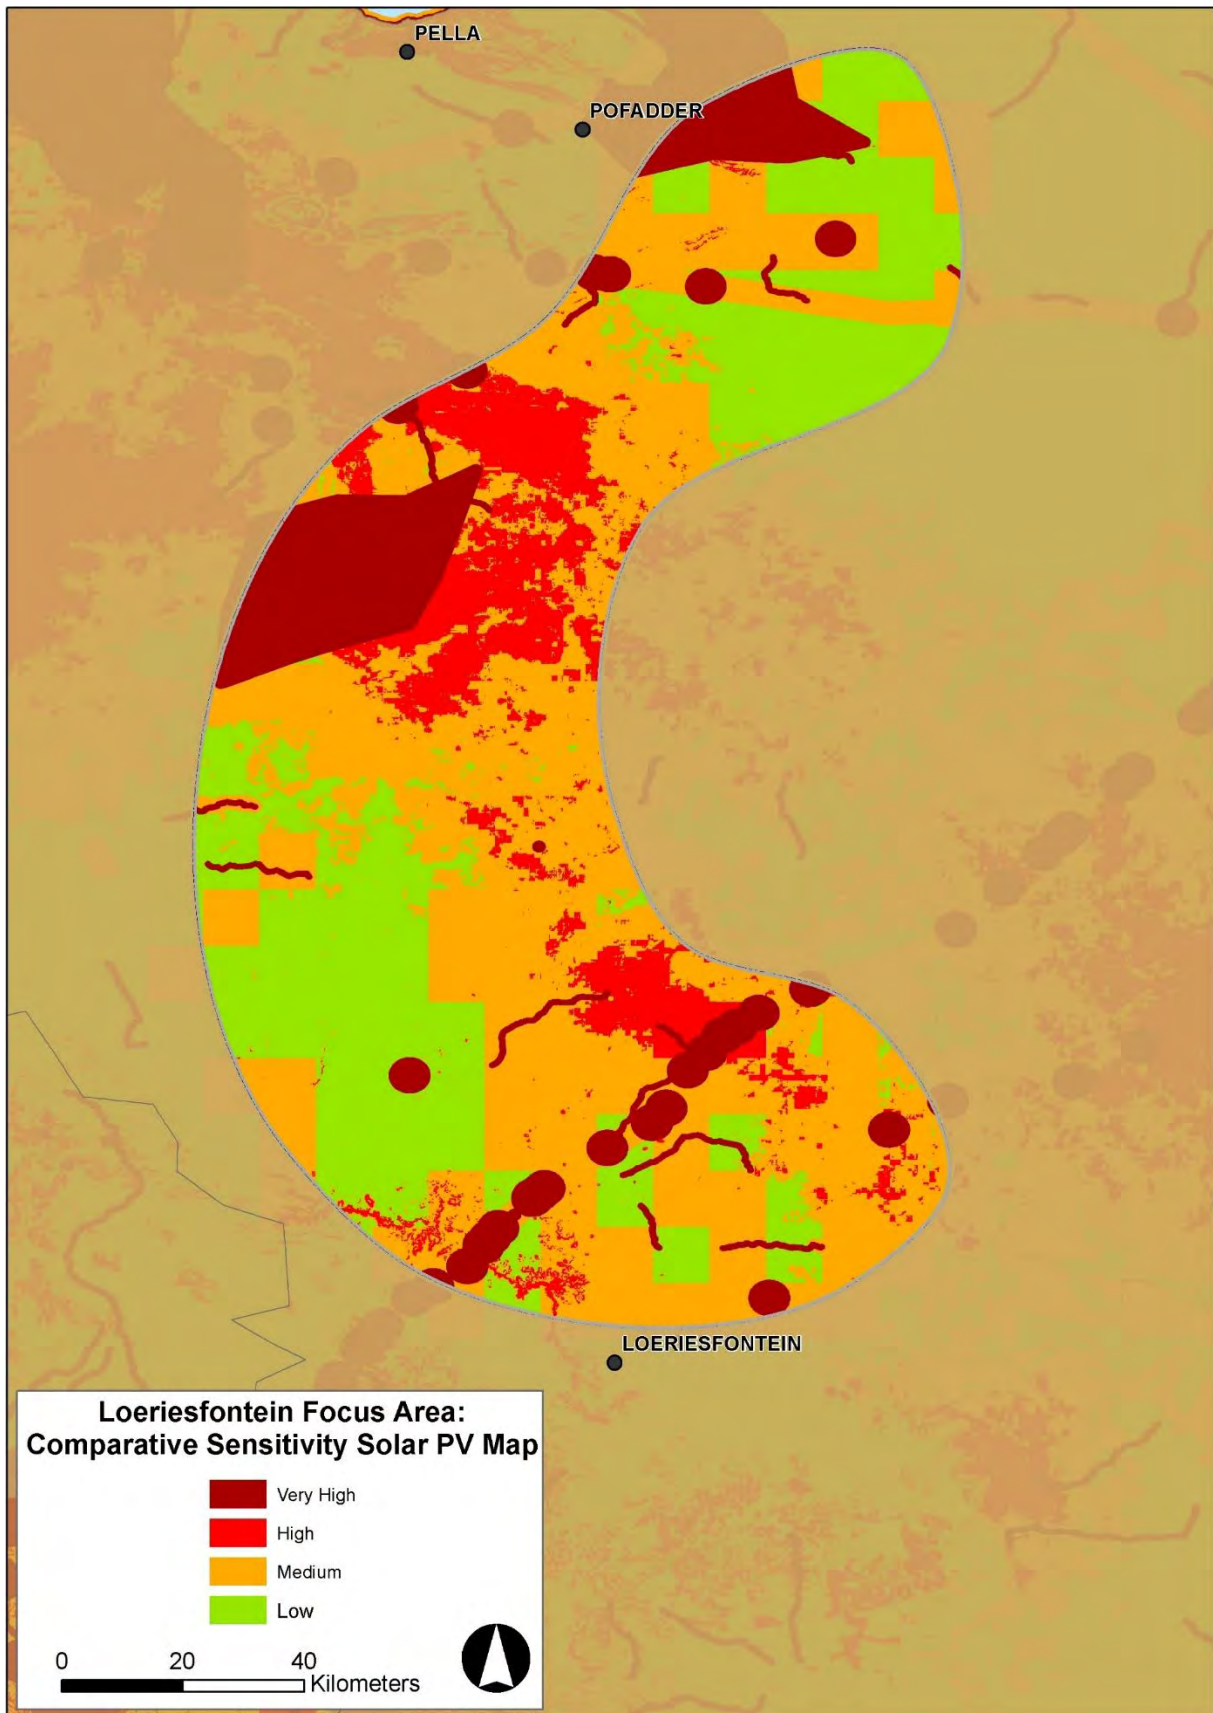 PELLA
POFADDER
LOERIESFONTEIN
Loeriesfontein Focus Area:
Comparative Sensitivity Solar PV Map
Very High
High
Medium
Low
0 20 40
Kilometers